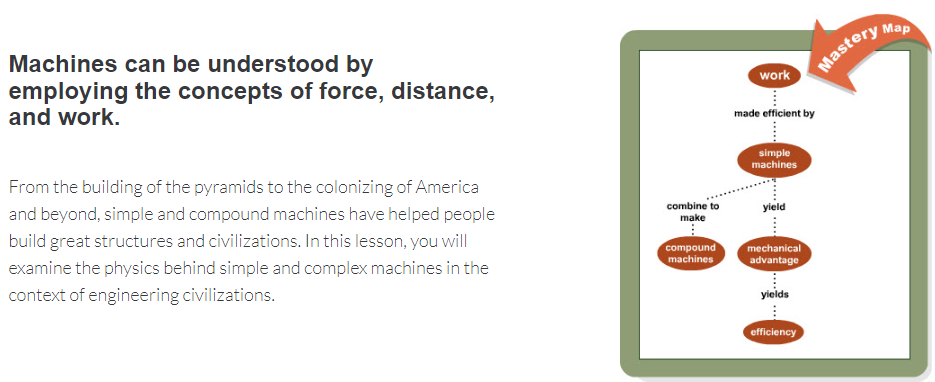 Machines can be understood by
employing the concepts of force, distance,
and work.
From the building of the pyramids to the colonizing of America
and beyond, simple and compound machines have helped people
build great structures and civilizations. In this lesson, you will
examine the physics behind simple and complex machines in the
context of engineering civilizations.
Mastery Map
work
made efficient by
simple
machines
combine to
make
yield
compound
machines
mechanical
advantage
yields
efficiency